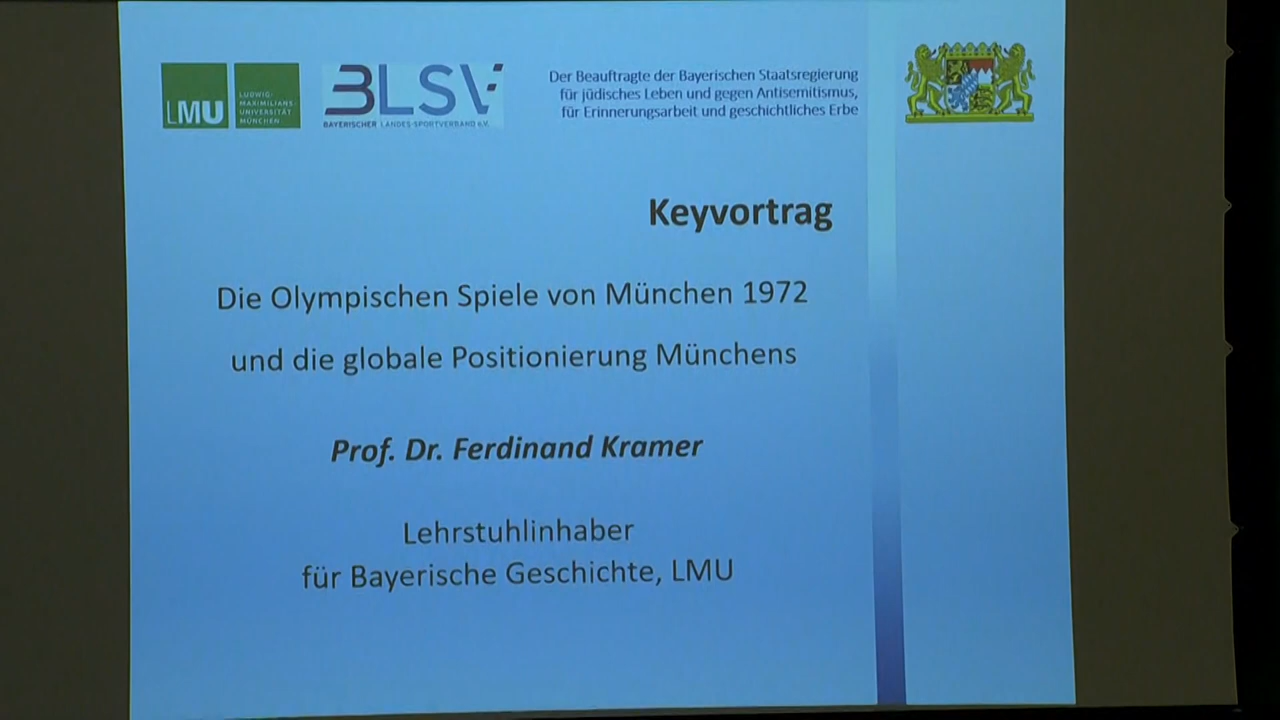 LMU
LUDWIG-
MAXIMILIANS-
UNIVERSITÄT
MÜNCHEN
BLSV
BAYERISCHER LANDES-SPORTVERBAND e.V.
Der Beauftragte der Bayerischen Staatsregierung
für jüdisches Leben und gegen Antisemitismus,
für Erinnerungsarbeit und geschichtliches Erbe
Keyvortrag
Die Olympischen Spiele von München 1972
und die globale Positionierung Münchens
Prof. Dr. Ferdinand Kramer
Lehrstuhlinhaber
für Bayerische Geschichte, LMU